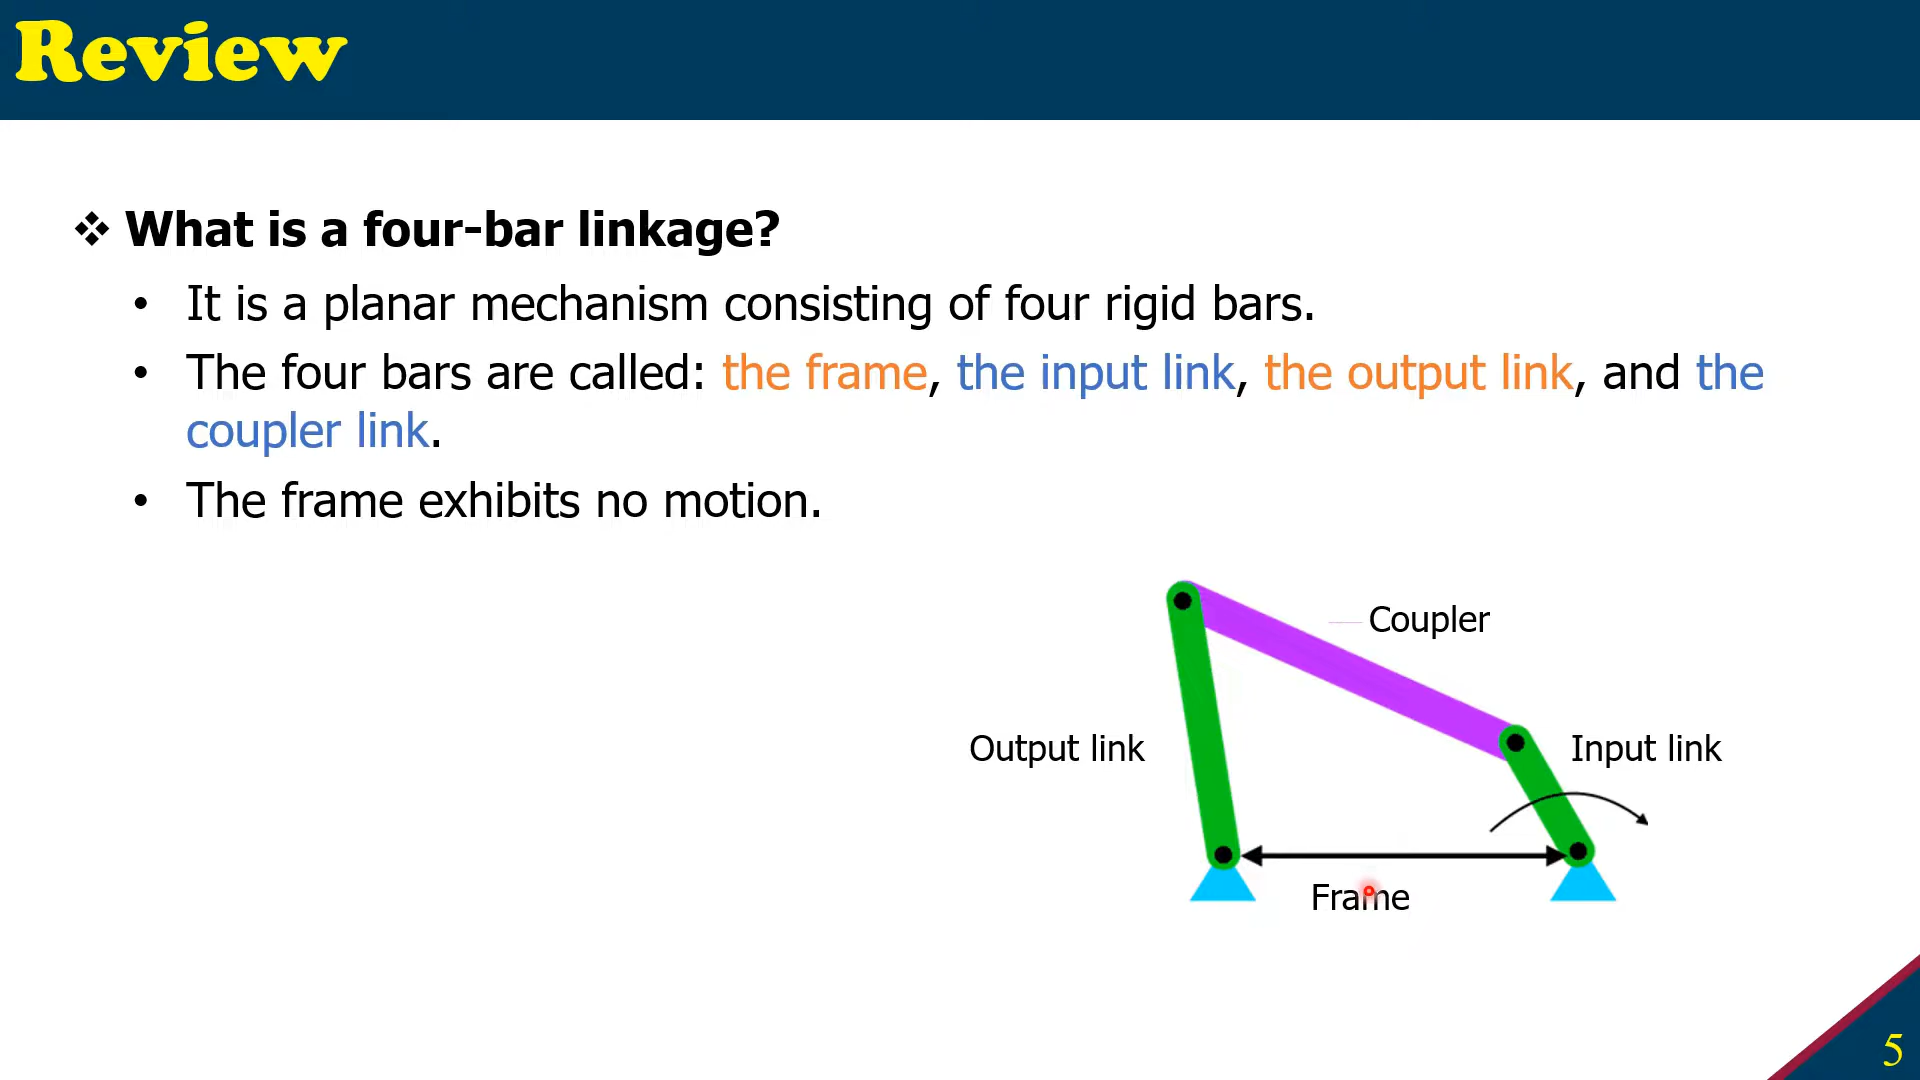 Review
❖ What is a four-bar linkage?
• It is a planar mechanism consisting of four rigid bars.
• The four bars are called: the frame, the input link, the output link, and the
coupler link.
• The frame exhibits no motion.
Coupler
Output link
Input link
Frame
5